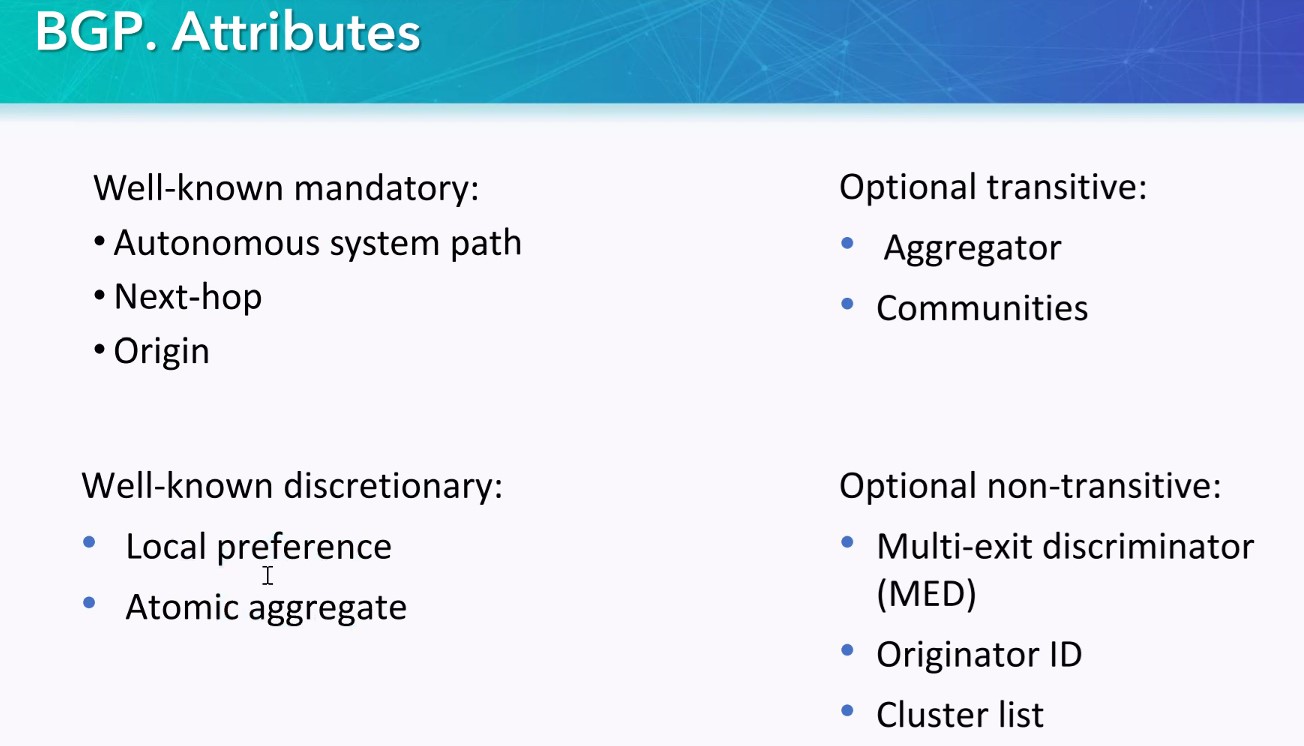 BGP. Attributes
Well-known mandatory:
• Autonomous system path
• Next-hop
• Origin
Well-known discretionary:
• Local preference
• Atomic aggregate
Optional transitive:
• Aggregator
• Communities
Optional non-transitive:
• Multi-exit discriminator
(MED)
• Originator ID
• Cluster list